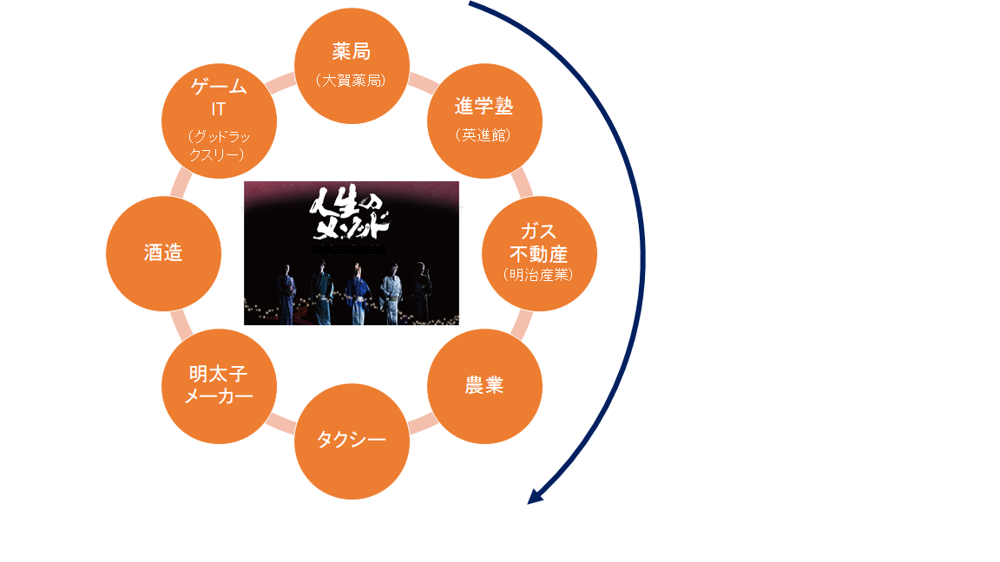 薬局
（大賀薬局）
進学塾
（英進館）
ガス
不動産
（明治産業）
農業
タクシー
明太子
メーカー
酒造
ゲーム
IT
（グッドラッ
クスリー）
人生の
メソッド